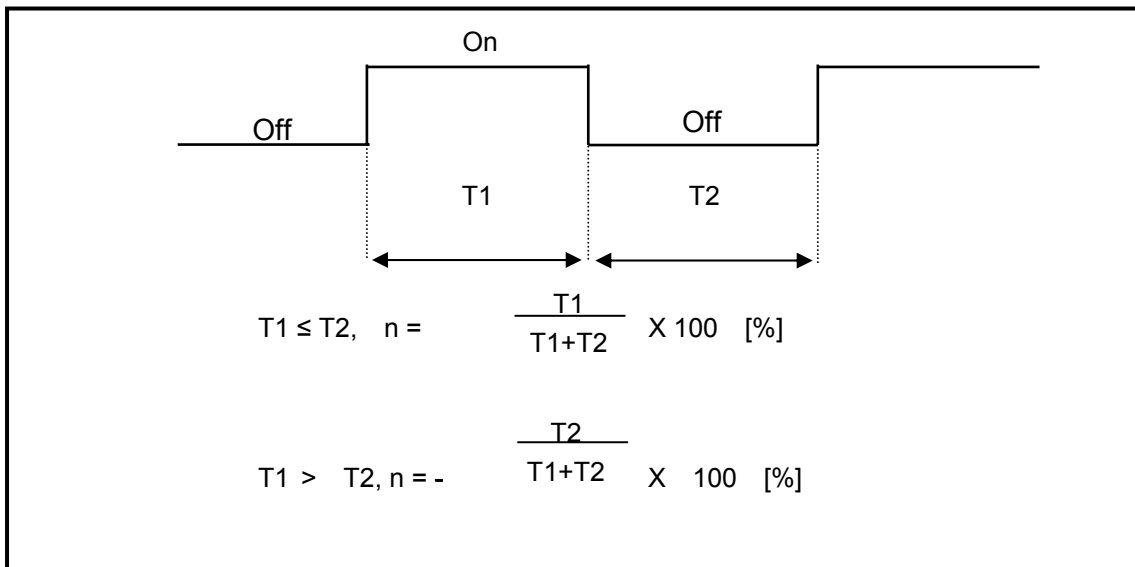 On
Off
Off
T1
T2
T1 ≤ T2, n = T1 / T1+T2 X 100 [%]
T1 > T2, n = - T2 / T1+T2 X 100 [%]